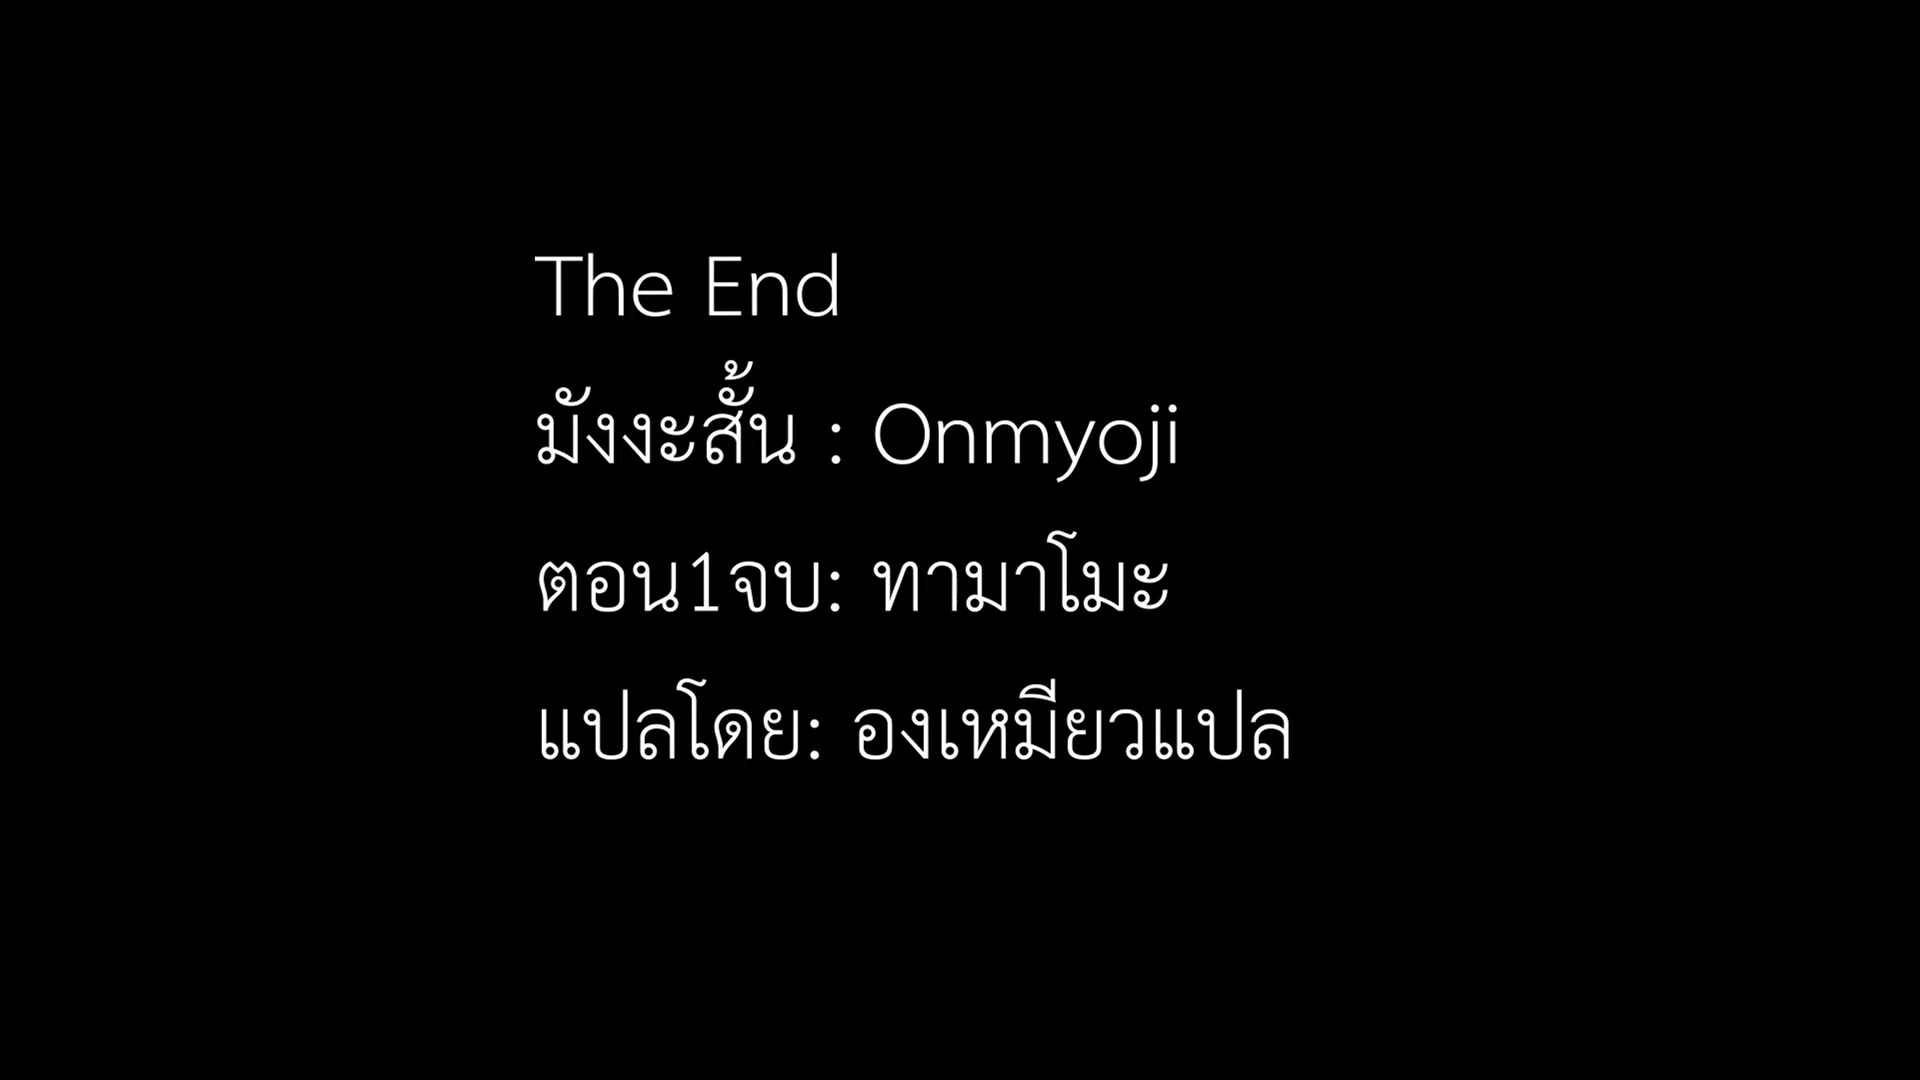 The End
มังงะสั้น : Onmyoji
ตอน1จบ: ทามาโมะ
แปลโดย: องเหมียวแปล